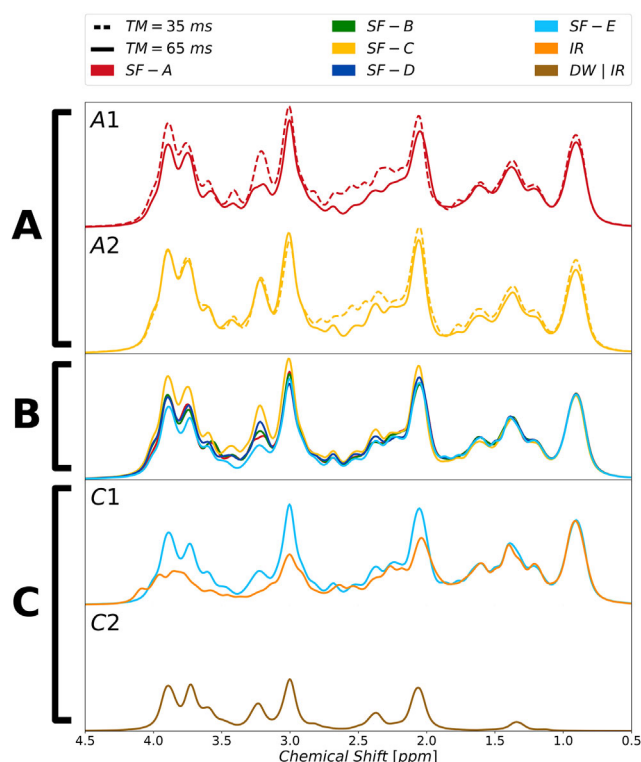 TM = 35 ms SF − B SF − E
TM = 65 ms SF − C IR
SF − A SF − D DW | IR
A
A1
A2
B
C
C1
C2
4.5 4.0 3.5 3.0 2.5 2.0 1.5 1.0 0.5
Chemical Shift [ppm]